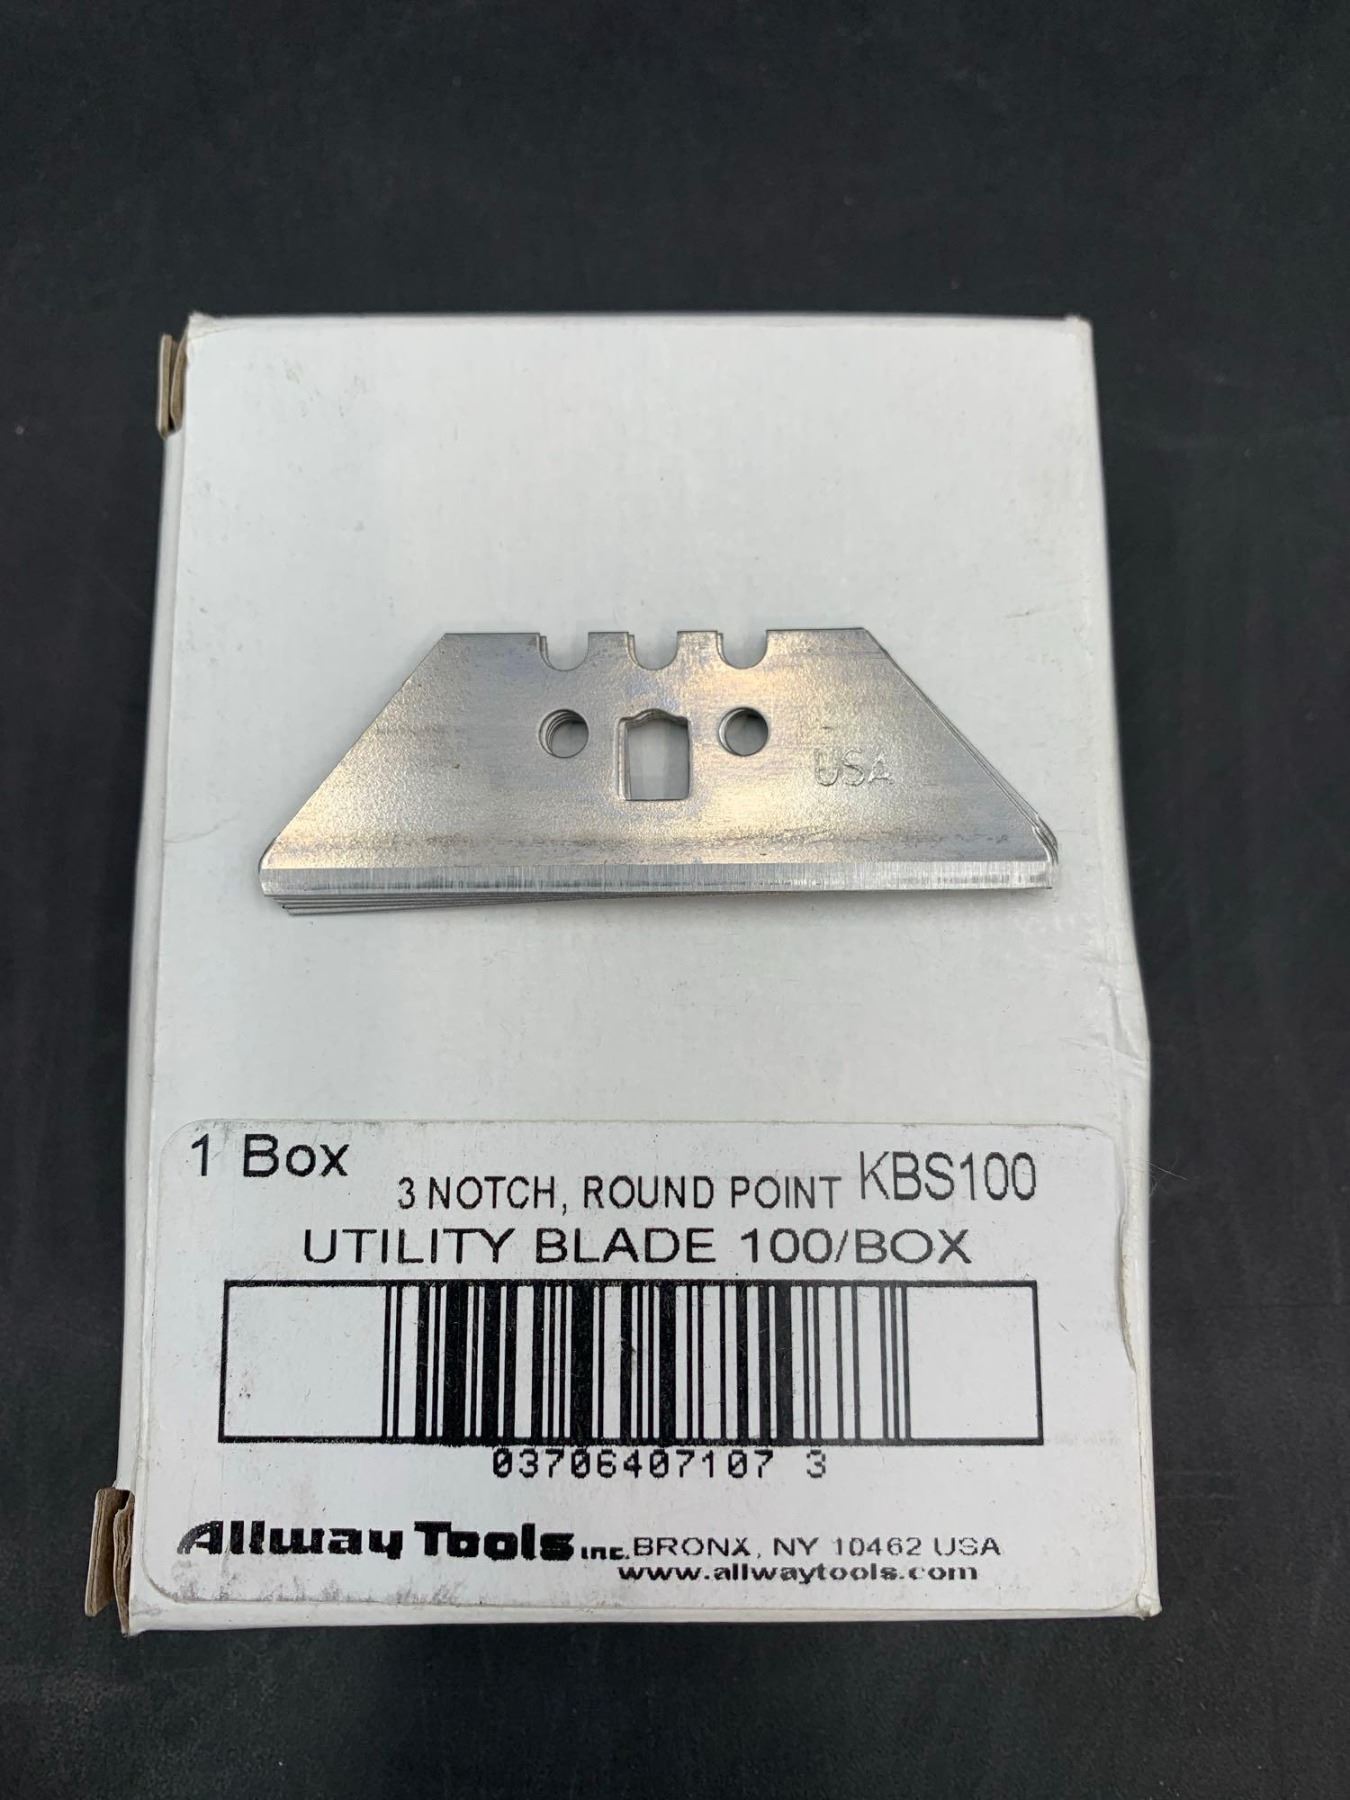 USA
1 Box
3 NOTCH, ROUND POINT KBS100
UTILITY BLADE 100/BOX
03706407107 3
Allway Tools inc. BRONX, NY 10462 USA
www.allwaytools.com